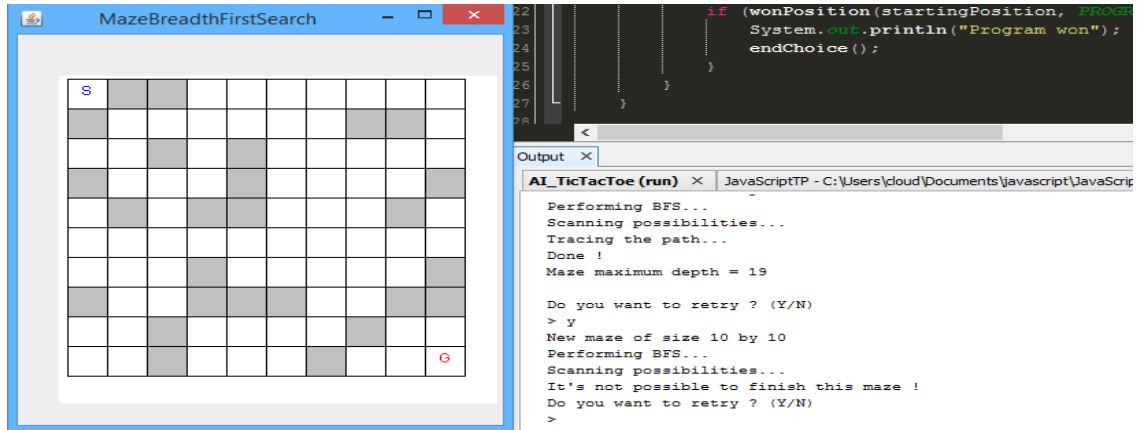 MazeBreadthFirstSearch
S
G
22 if (wonPosition(startingPosition,
23 System.out.println("Program won");
24 endChoice();
25 }
26 }
27 }
28
Output
AI_TicTacToe (run) JavaScriptTP - C:\Users\cloud\Documents\javascript\JavaScrip
Performing BFS...
Scanning possibilities...
Tracing the path...
Done !
Maze maximum depth = 19
Do you want to retry ? (Y/N)
> y
New maze of size 10 by 10
Performing BFS...
Scanning possibilities...
It's not possible to finish this maze !
Do you want to retry ? (Y/N)
>